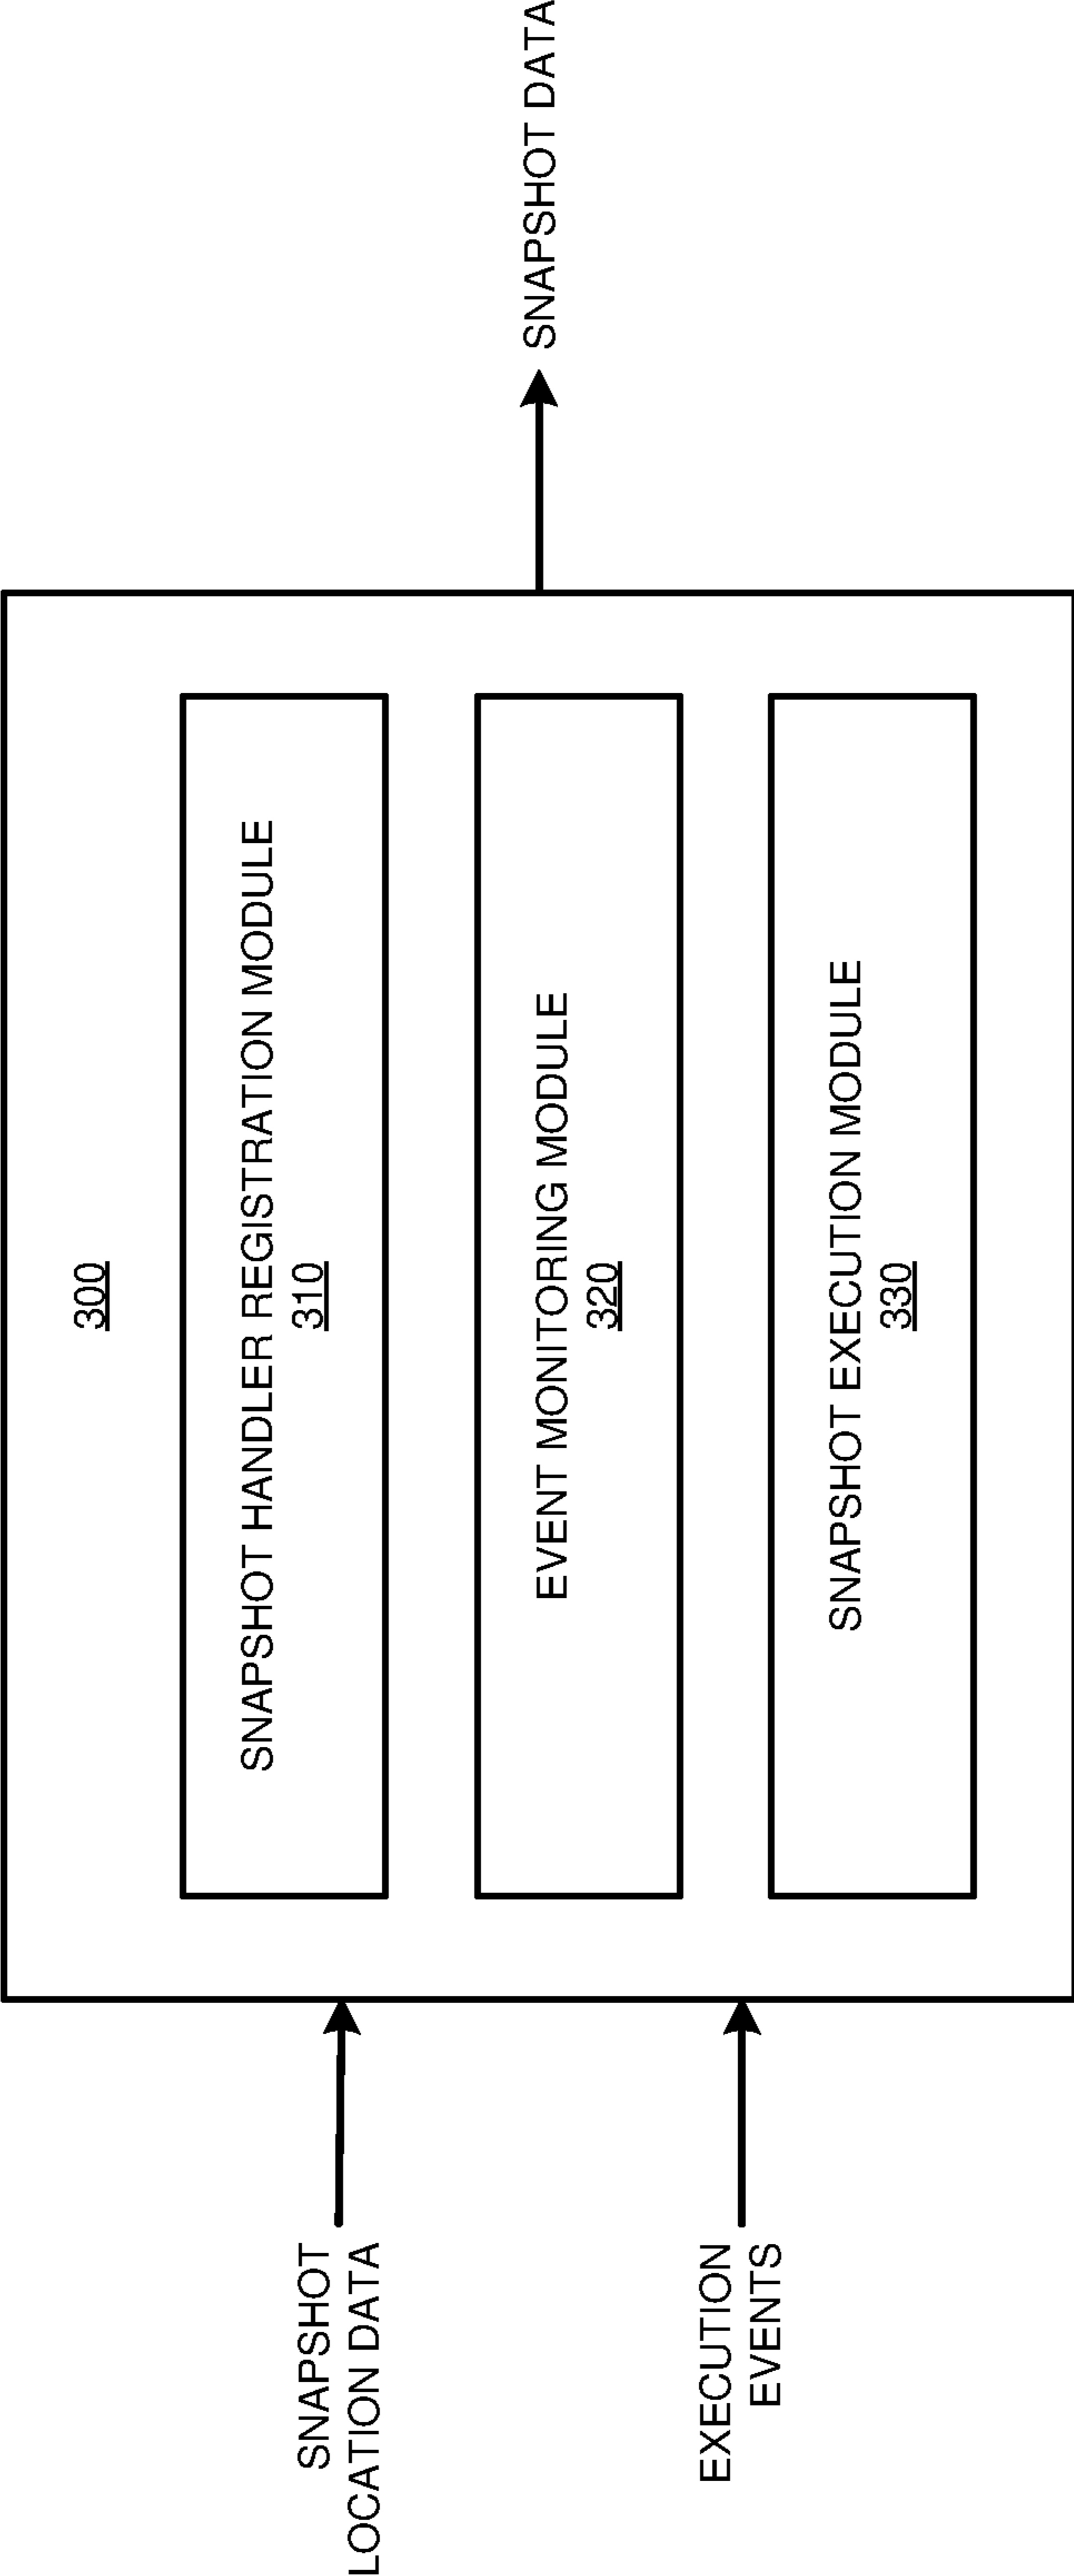 300
SNAPSHOT HANDLER REGISTRATION MODULE
310
EVENT MONITORING MODULE
320
SNAPSHOT EXECUTION MODULE
330
SNAPSHOT
LOCATION DATA
EXECUTION
EVENTS
SNAPSHOT DATA